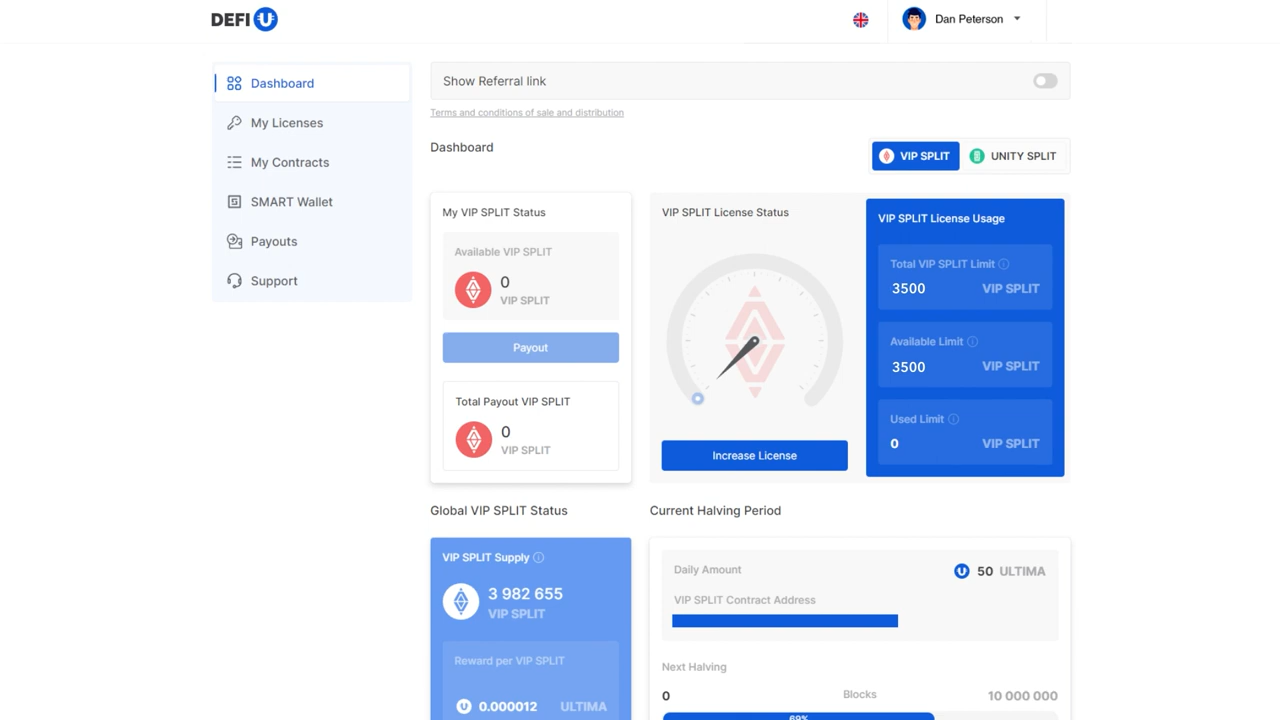 DEFI U
Dan Peterson
Dashboard
My Licenses
My Contracts
SMART Wallet
Payouts
Support
Show Referral link
Terms and conditions of sale and distribution
Dashboard
VIP SPLIT
UNITY SPLIT
My VIP SPLIT Status
Available VIP SPLIT
0
VIP SPLIT
Payout
Total Payout VIP SPLIT
0
VIP SPLIT
VIP SPLIT License Status
Increase License
VIP SPLIT License Usage
Total VIP SPLIT Limit
3500 VIP SPLIT
Available Limit
3500 VIP SPLIT
Used Limit
0 VIP SPLIT
Global VIP SPLIT Status
VIP SPLIT Supply
3 982 655
VIP SPLIT
Reward per VIP SPLIT
0.000012 ULTIMA
Current Halving Period
Daily Amount
50 ULTIMA
VIP SPLIT Contract Address
Next Halving
0 Blocks 10 000 000
69%